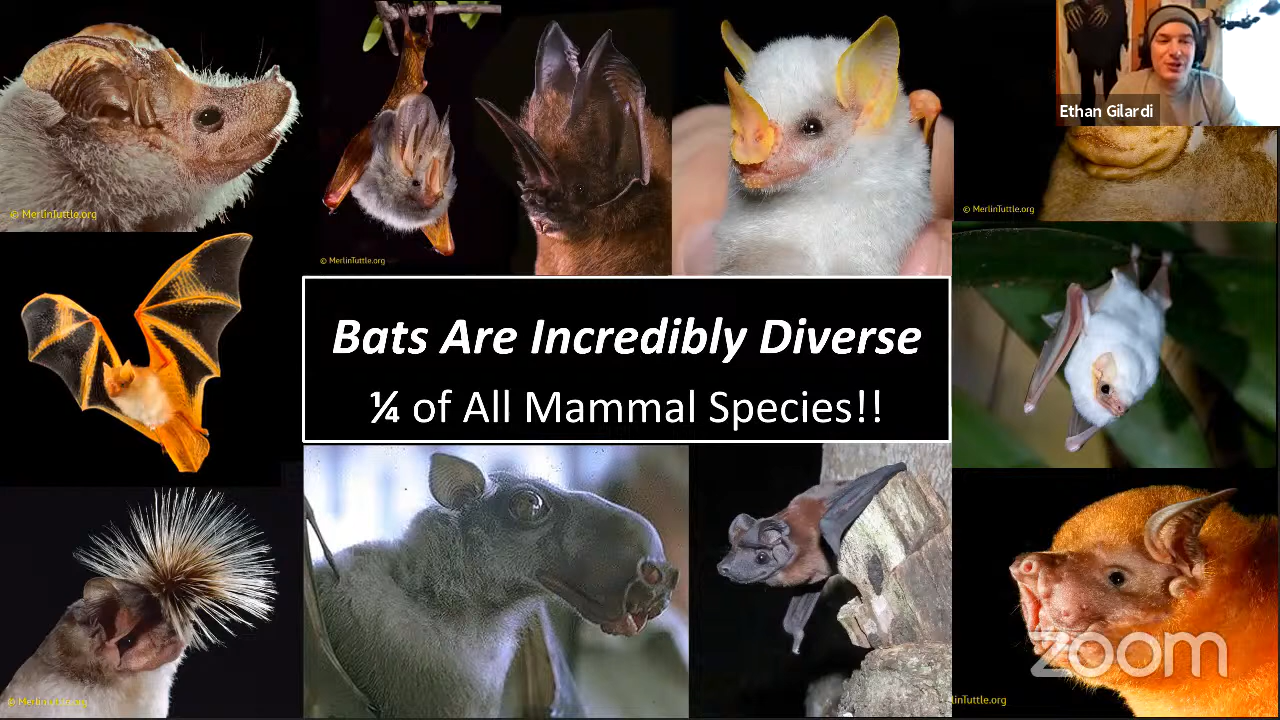 Ethan Gilardi
© MerlinTuttle.org
© MerlinTuttle.org
© MerlinTuttle.org
Bats Are Incredibly Diverse
¼ of All Mammal Species!!
zoom
© MerlinTuttle.org
linTuttle.org